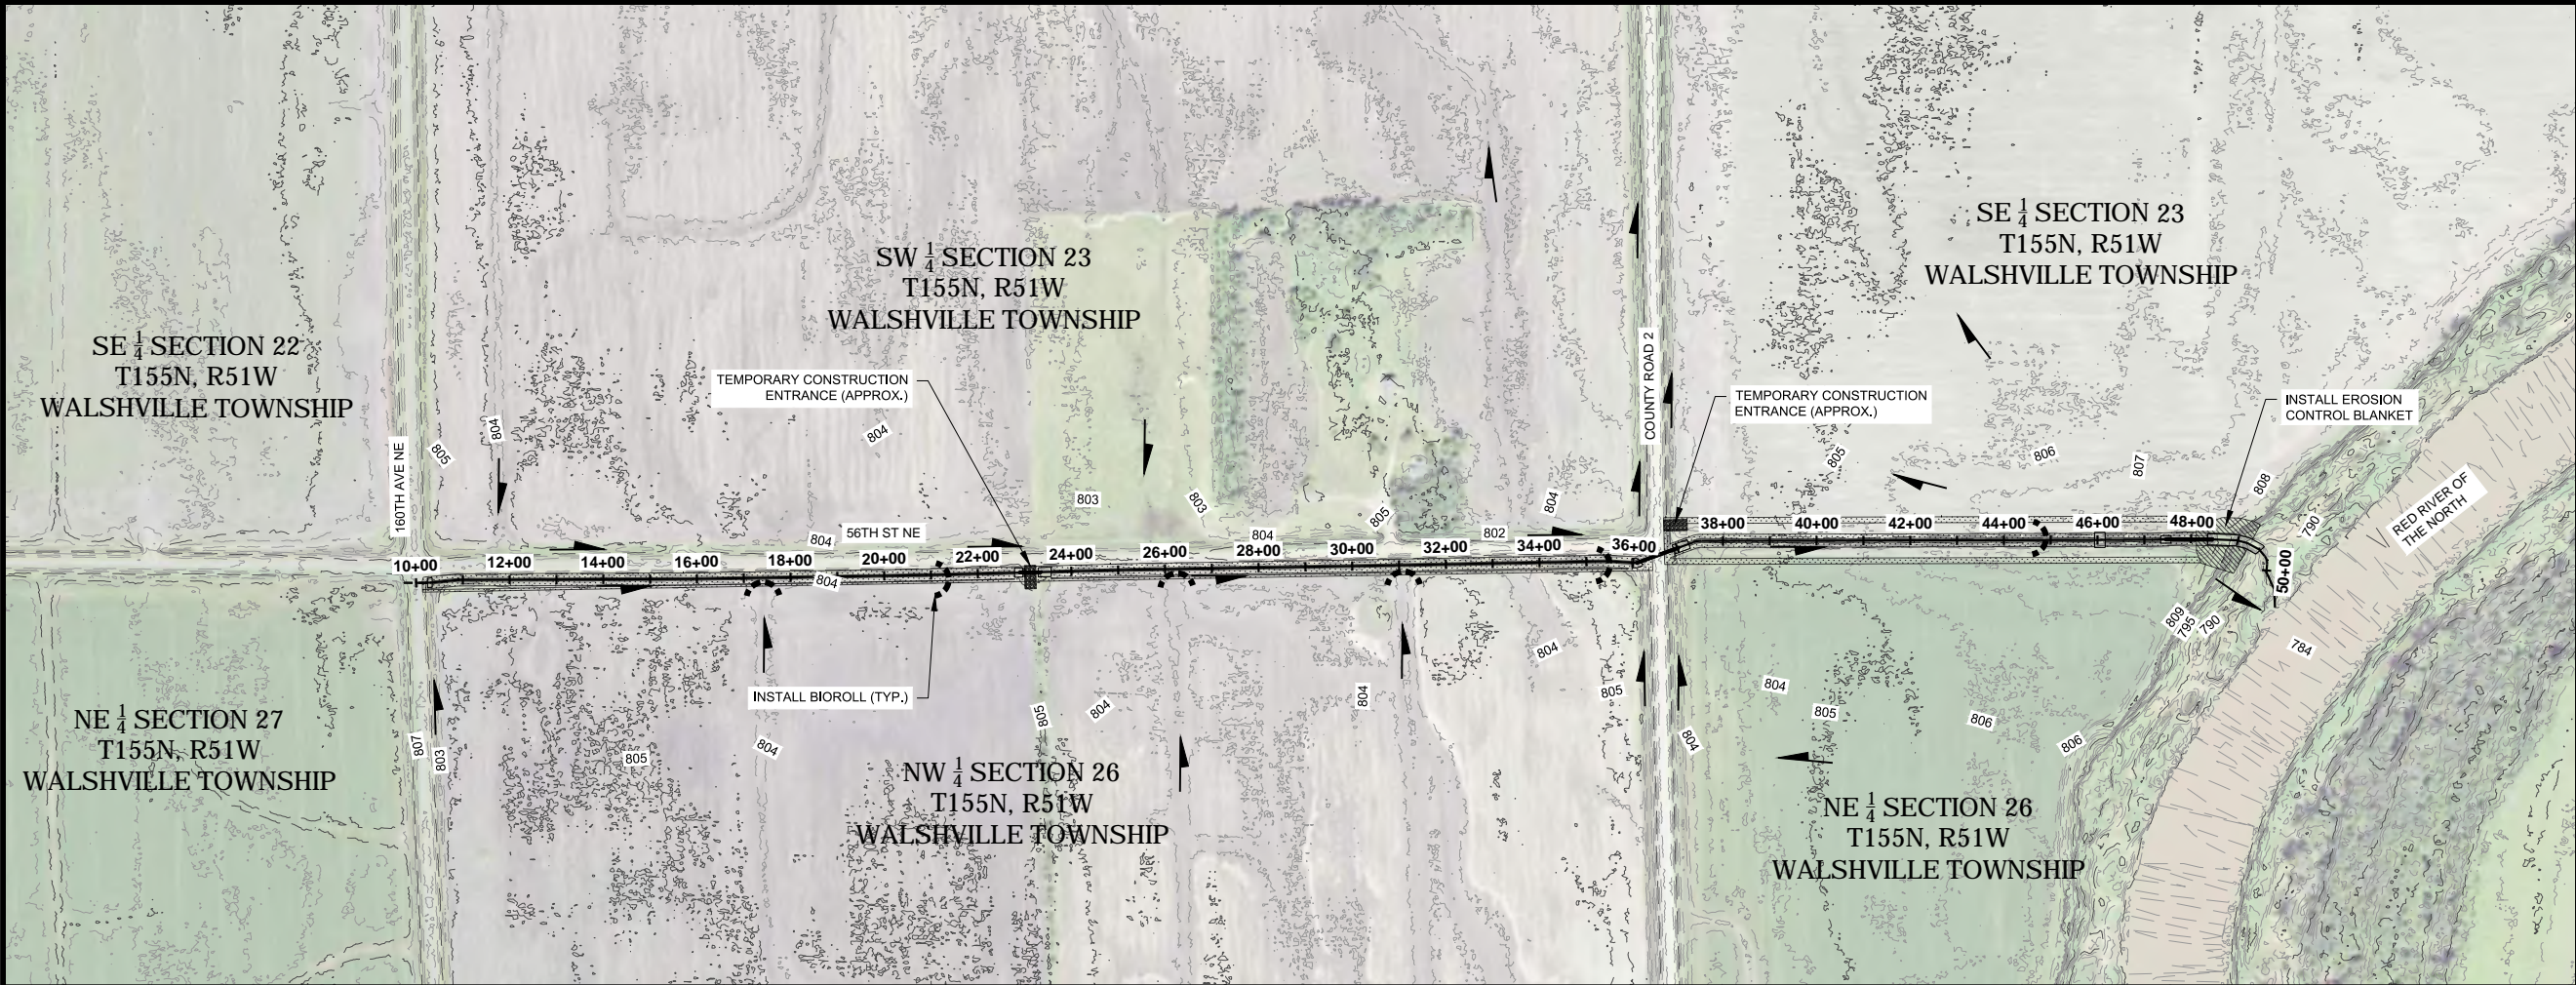 SE 1/4 SECTION 22
T155N, R51W
WALSHVILLE TOWNSHIP
SW 1/4 SECTION 23
T155N, R51W
WALSHVILLE TOWNSHIP
SE 1/4 SECTION 23
T155N, R51W
WALSHVILLE TOWNSHIP
TEMPORARY CONSTRUCTION
ENTRANCE (APPROX.)
TEMPORARY CONSTRUCTION
ENTRANCE (APPROX.)
INSTALL EROSION
CONTROL BLANKET
160TH AVE NE
COUNTY ROAD 2
RED RIVER OF
THE NORTH
56TH ST NE
805
804
804
803
803
804
804
805
802
804
805
806
807
808
790
10+00
12+00
14+00
16+00
18+00
20+00
22+00
24+00
26+00
28+00
30+00
32+00
34+00
36+00
38+00
40+00
42+00
44+00
46+00
48+00
50+00
804
809
795
790
784
INSTALL BIOROLL (TYP.)
807
803
805
804
805
804
804
804
805
804
804
805
806
806
NE 1/4 SECTION 27
T155N, R51W
WALSHVILLE TOWNSHIP
NW 1/4 SECTION 26
T155N, R51W
WALSHVILLE TOWNSHIP
NE 1/4 SECTION 26
T155N, R51W
WALSHVILLE TOWNSHIP